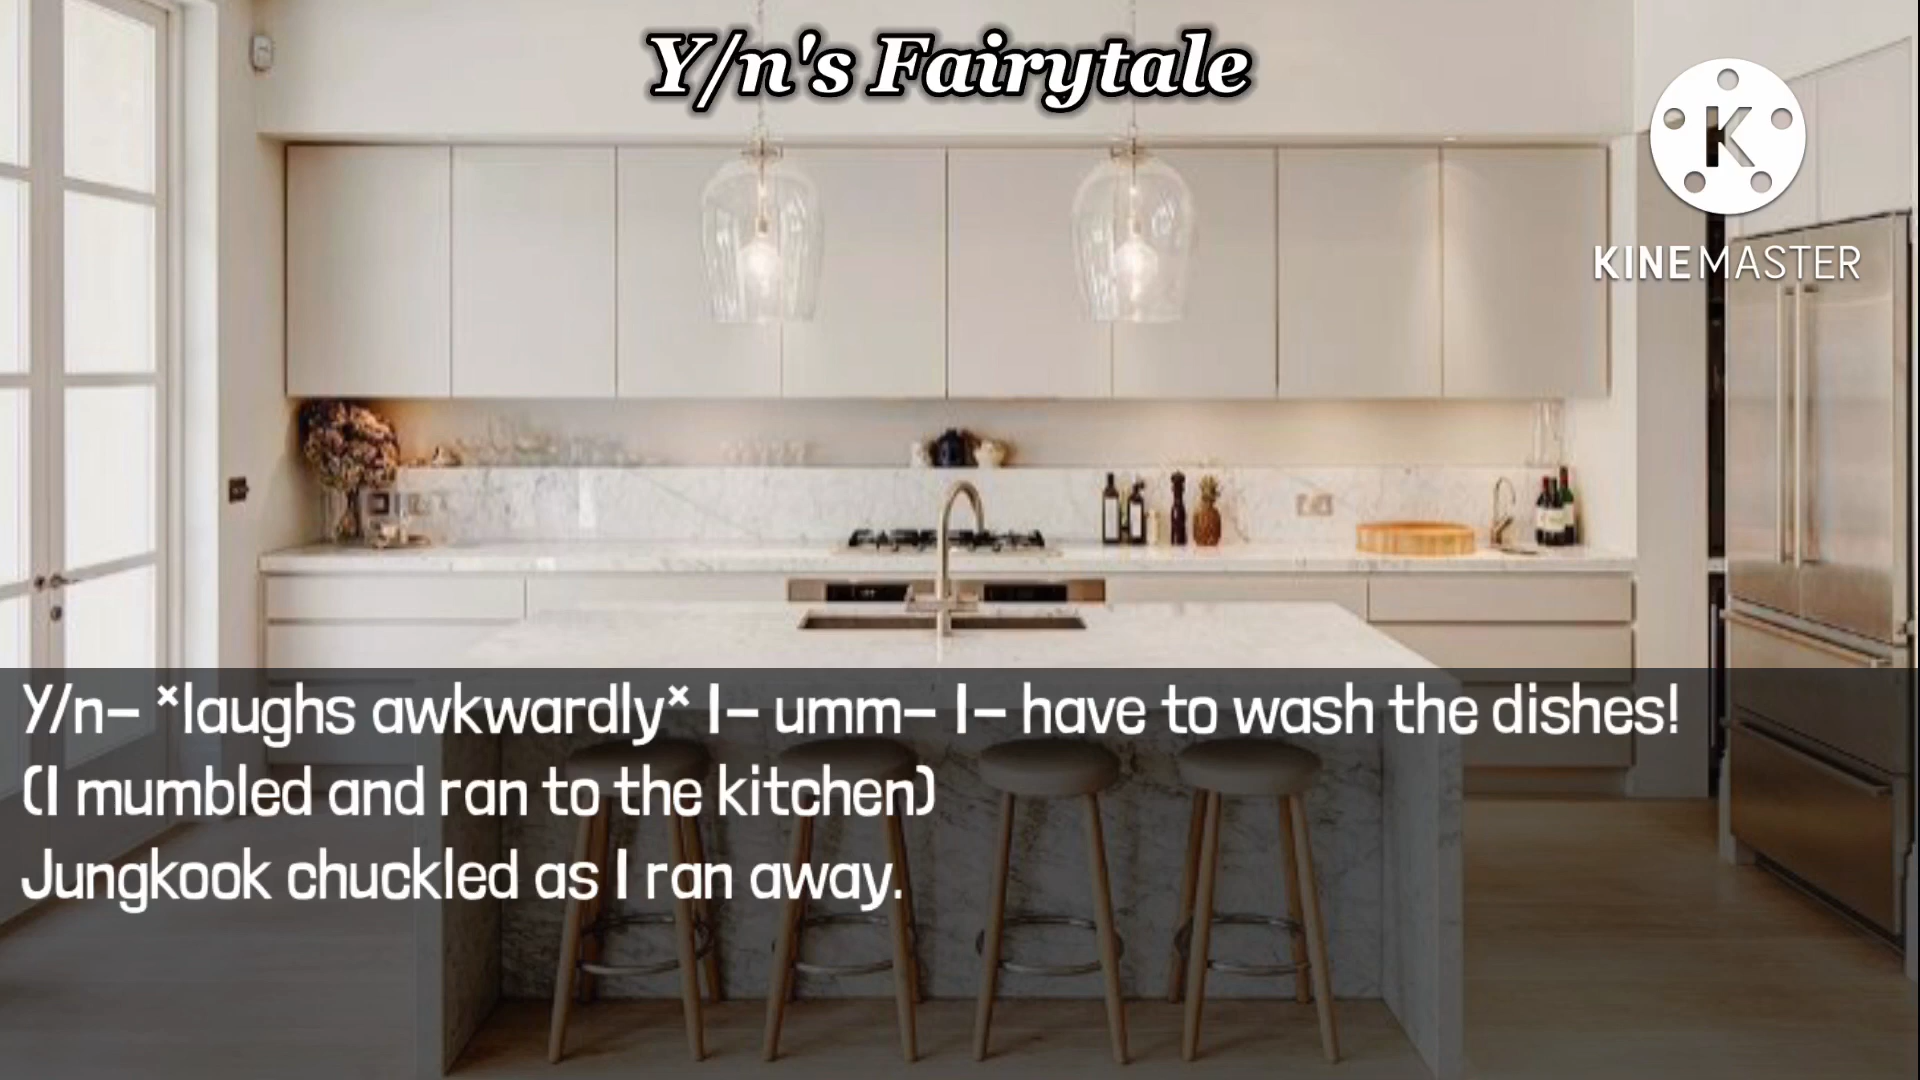 Y/n's Fairytale
K
KINEMASTER
Y/n- *laughs awkwardly* I- umm- I- have to wash the dishes!
(I mumbled and ran to the kitchen)
Jungkook chuckled as I ran away.